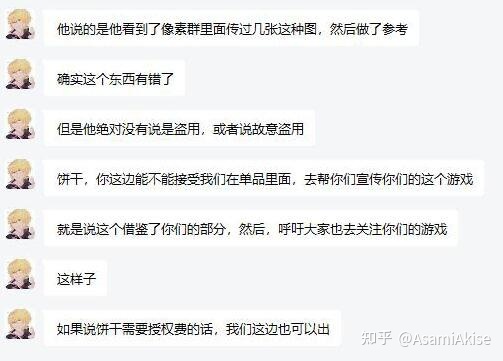 他说的是他看到了像素群里面传过几张这种图，然后做了参考
确实这个东西有错了
但是他绝对没有说是盗用，或者说故意盗用
饼干，你这边能不能接受我们在单品里面，去帮你们宣传你们的这个游戏
就是说这个借鉴了你们的部分，然后，呼吁大家也去关注你们的游戏
这样子
如果说饼干需要授权费的话，我们这边也可以出
知乎 @AsamiAkise